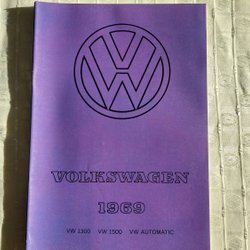 VW
VOLKSWAGEN
1969
VW 1300 VW 1500 VW AUTOMATIC